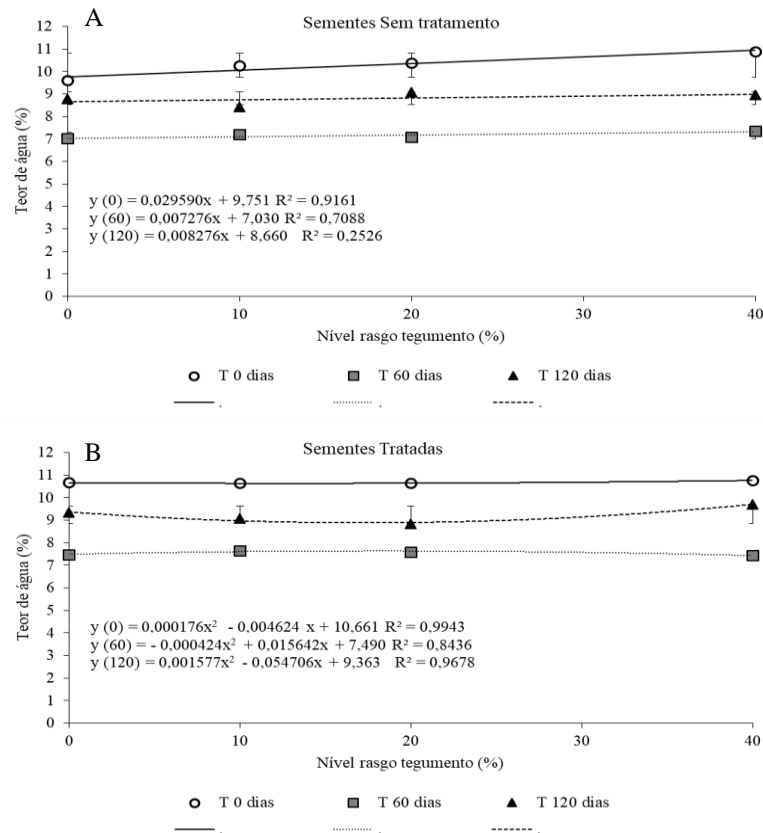 A
Sementes Sem tratamento
Teor de água (%)
12
11
10
9
8
7
6
5
4
3
2
1
0
y (0) = 0,029590x + 9,751 R² = 0,9161
y (60) = 0,007276x + 7,030 R² = 0,7088
y (120) = 0,008276x + 8,660 R² = 0,2526
0 10 20 30 40
Nível rasgo tegumento (%)
T 0 dias T 60 dias T 120 dias
. . .
B
Sementes Tratadas
Teor de água (%)
12
11
10
9
8
7
6
5
4
3
2
1
0
y (0) = 0,000176x² - 0,004624 x + 10,661 R² = 0,9943
y (60) = - 0,000424x² + 0,015642x + 7,490 R² = 0,8436
y (120) = 0,001577x² - 0,054706x + 9,363 R² = 0,9678
0 10 20 30 40
Nível rasgo tegumento (%)
T 0 dias T 60 dias T 120 dias
. . .